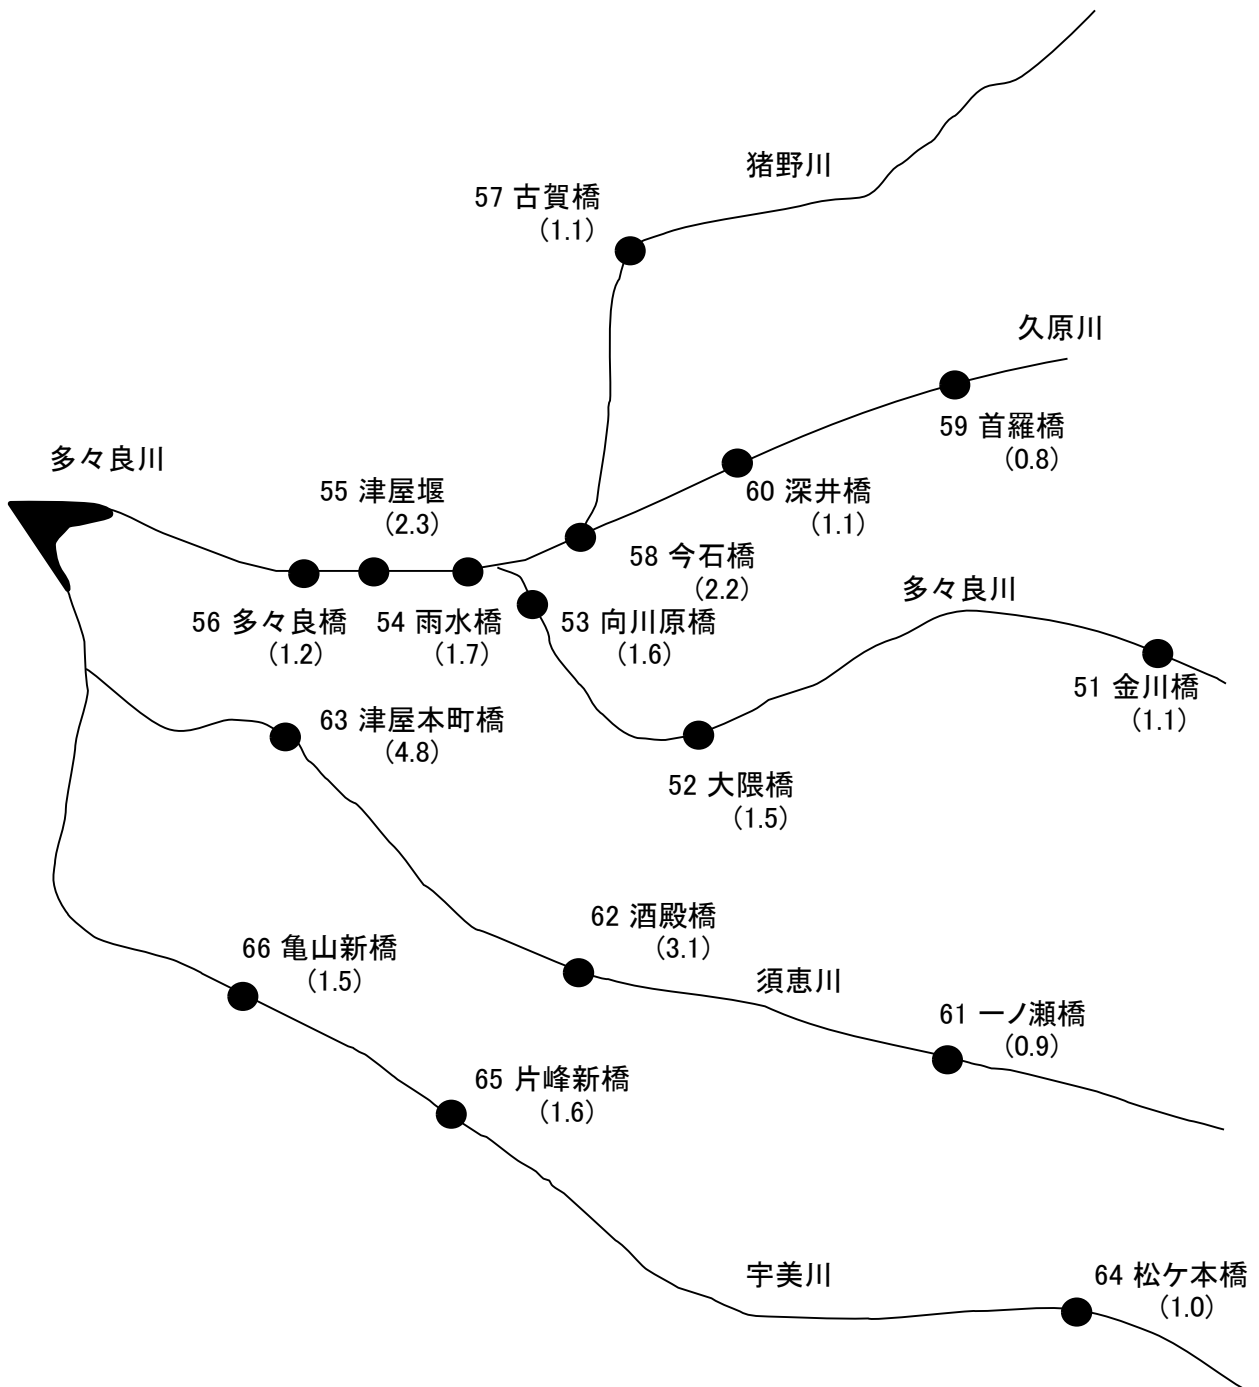 猪野川
57 古賀橋
(1.1)
久原川
59 首羅橋
(0.8)
多々良川
55 津屋堰
(2.3)
60 深井橋
(1.1)
58 今石橋
(2.2)
多々良川
56 多々良橋
(1.2)
54 雨水橋
(1.7)
53 向川原橋
(1.6)
51 金川橋
(1.1)
63 津屋本町橋
(4.8)
52 大隈橋
(1.5)
62 酒殿橋
(3.1)
66 亀山新橋
(1.5)
須恵川
61 一ノ瀬橋
(0.9)
65 片峰新橋
(1.6)
宇美川
64 松ケ本橋
(1.0)